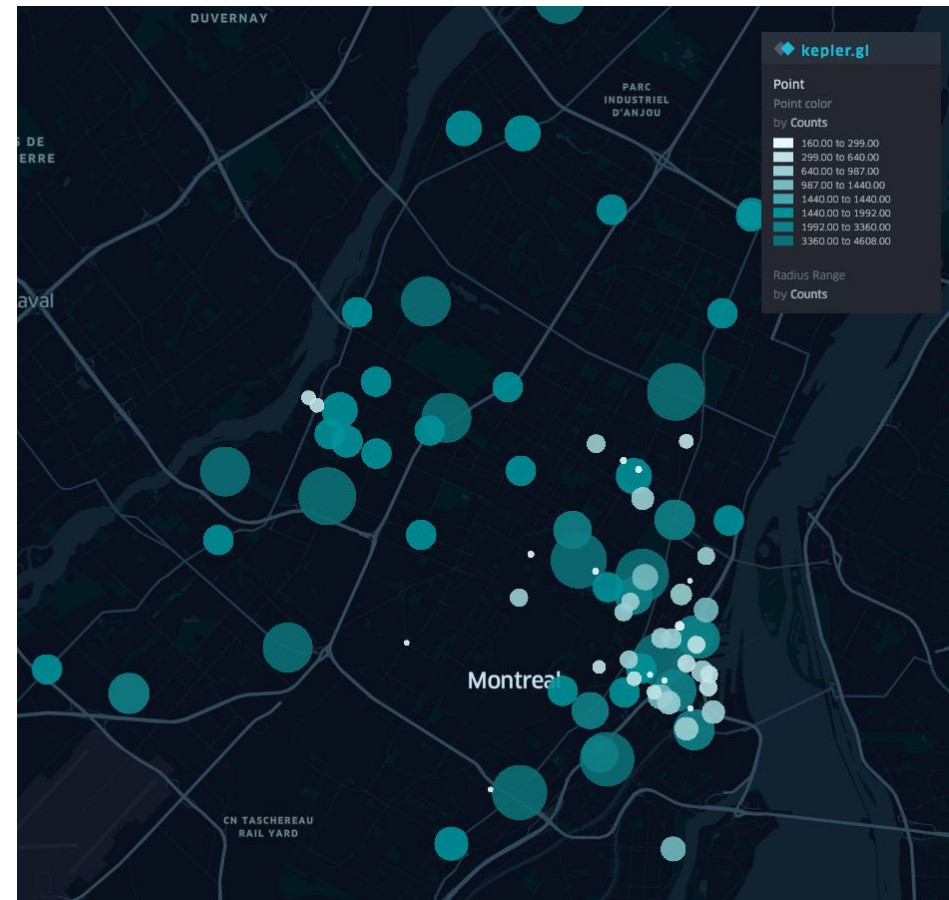 DUVERNAY
kepler.gl
PARC
INDUSTRIEL
D'ANJOU
Point
Point color
by Counts
160.00 to 299.00
299.00 to 640.00
640.00 to 987.00
987.00 to 1440.00
1440.00 to 1440.00
1440.00 to 1992.00
1992.00 to 3360.00
3360.00 to 4608.00
Radius Range
by Counts
DE
ERRE
aval
Montreal
CN TASCHEREAU
RAIL YARD